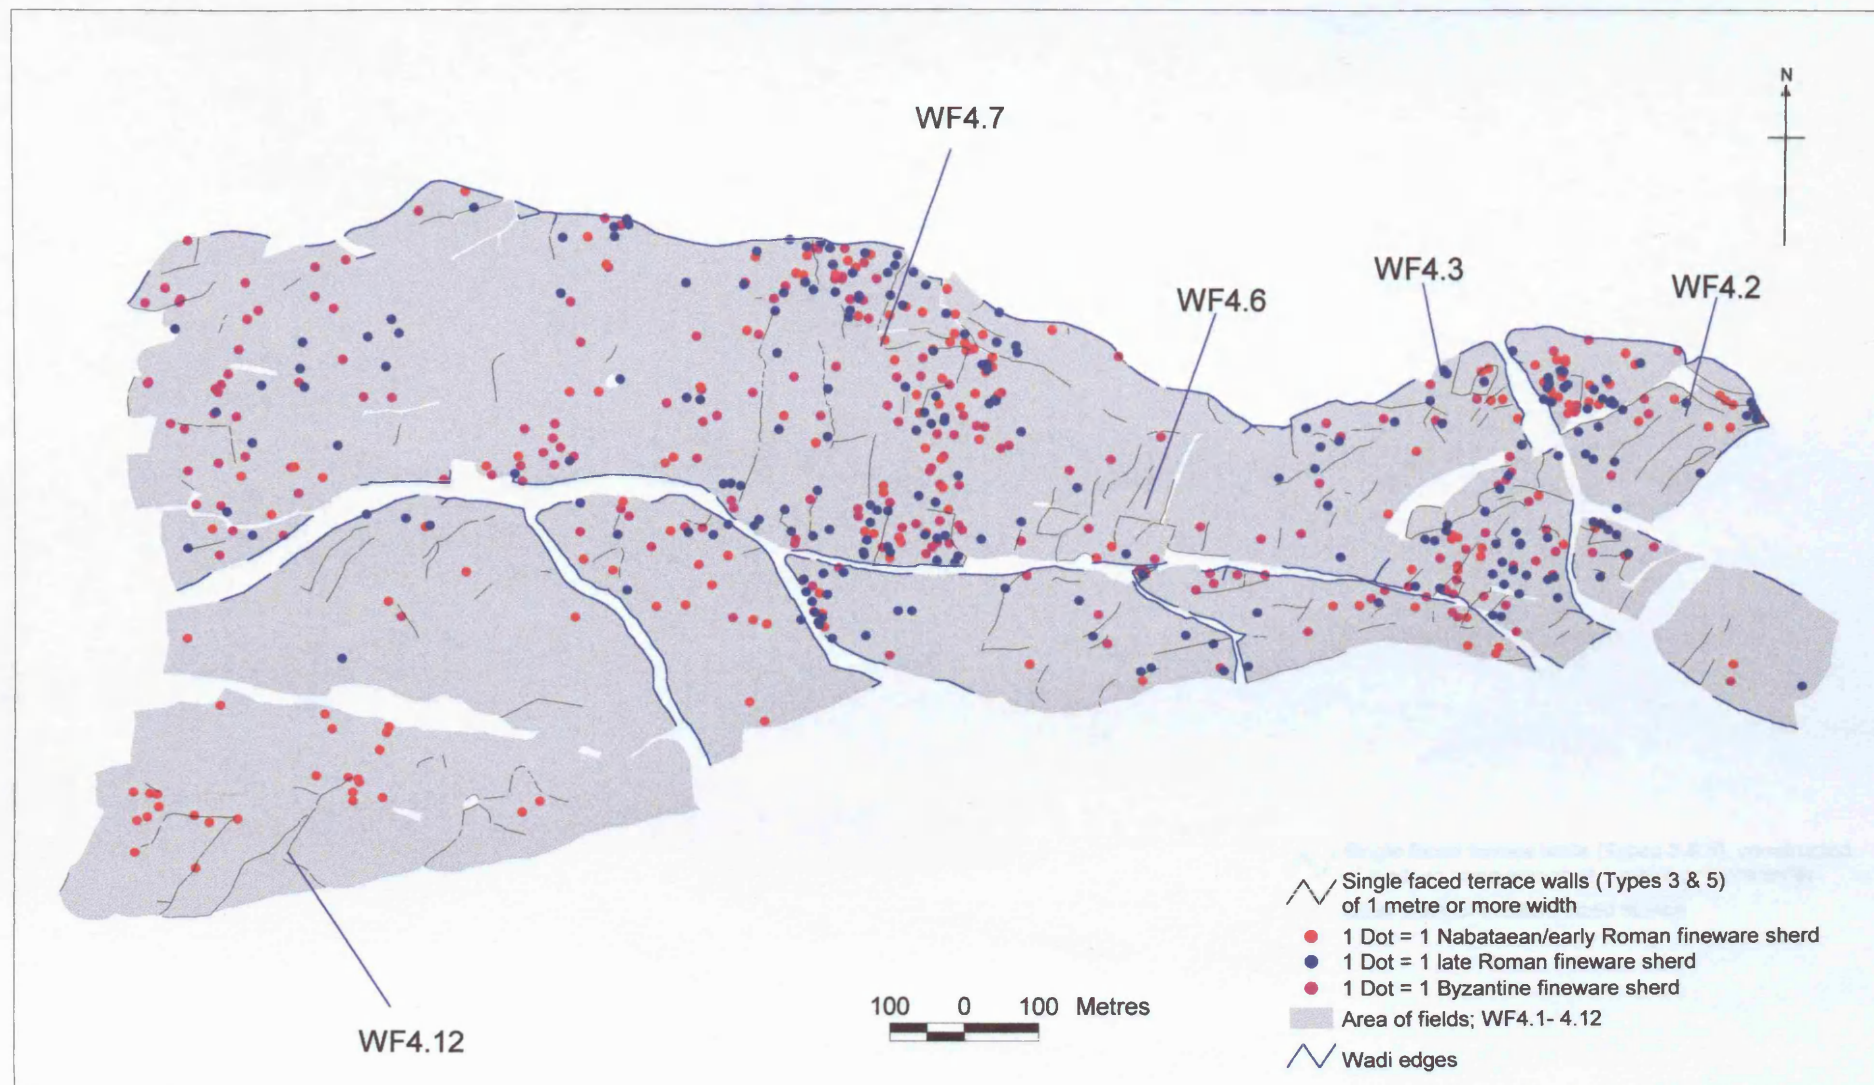 N
WF4.7
WF4.3
WF4.2
WF4.6
WF4.12
100 0 100 Metres
Single faced terrace walls (Types 3 & 5)
of 1 metre or more width
1 Dot = 1 Nabataean/early Roman fineware sherd
1 Dot = 1 late Roman fineware sherd
1 Dot = 1 Byzantine fineware sherd
Area of fields; WF4.1- 4.12
Wadi edges